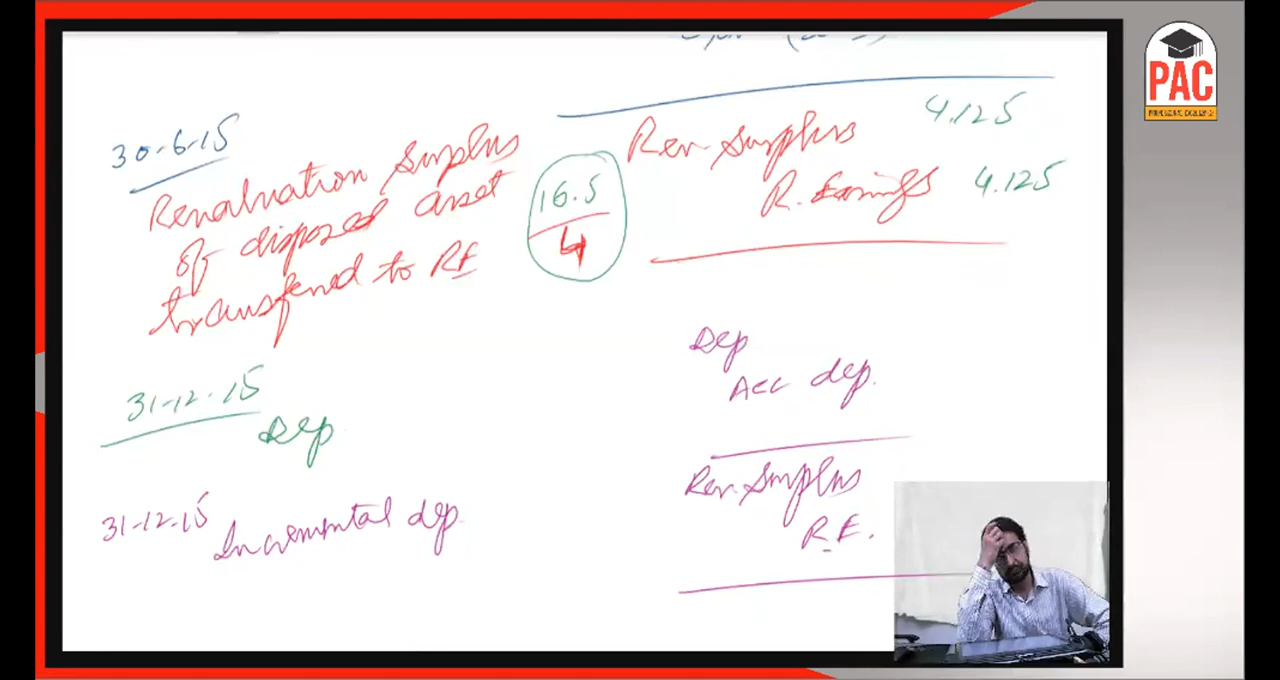 PAC
30-6-15
Revaluation Surplus
of disposed asset
transferred to RE
16.5
4
Rev Surplus 4.125
R. Earnings 4.125
31-12-15
Dep
Dep
Acc dep.
31-12-15 Incremental dep.
Rev. Surplus
R.E.